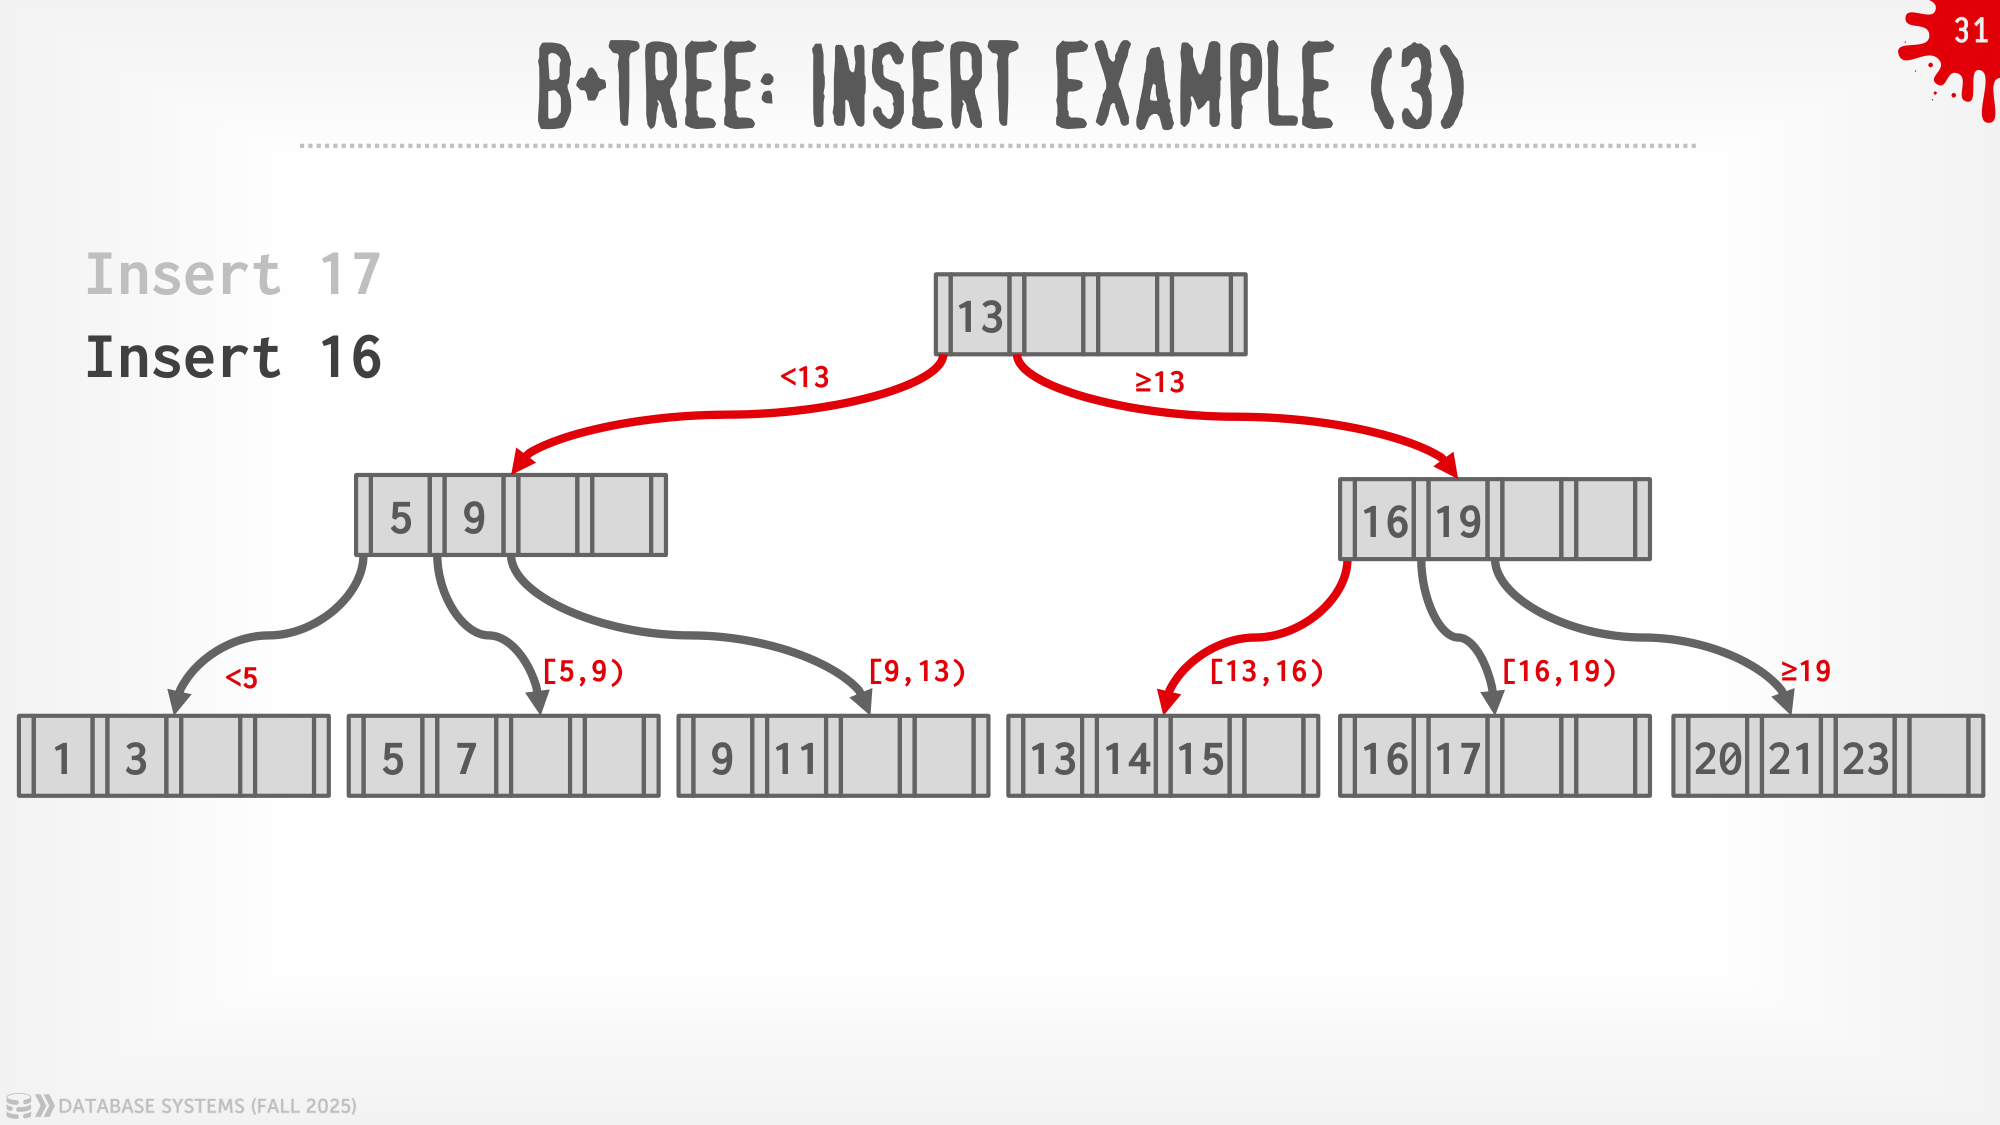 31
B+TREE: INSERT EXAMPLE (3)
Insert 17
Insert 16
13
<13 ≥13
5 9
16 19
<5 [5,9) [9,13) [13,16) [16,19) ≥19
1 3
5 7
9 11
13 14 15
16 17
20 21 23
DATABASE SYSTEMS (FALL 2025)